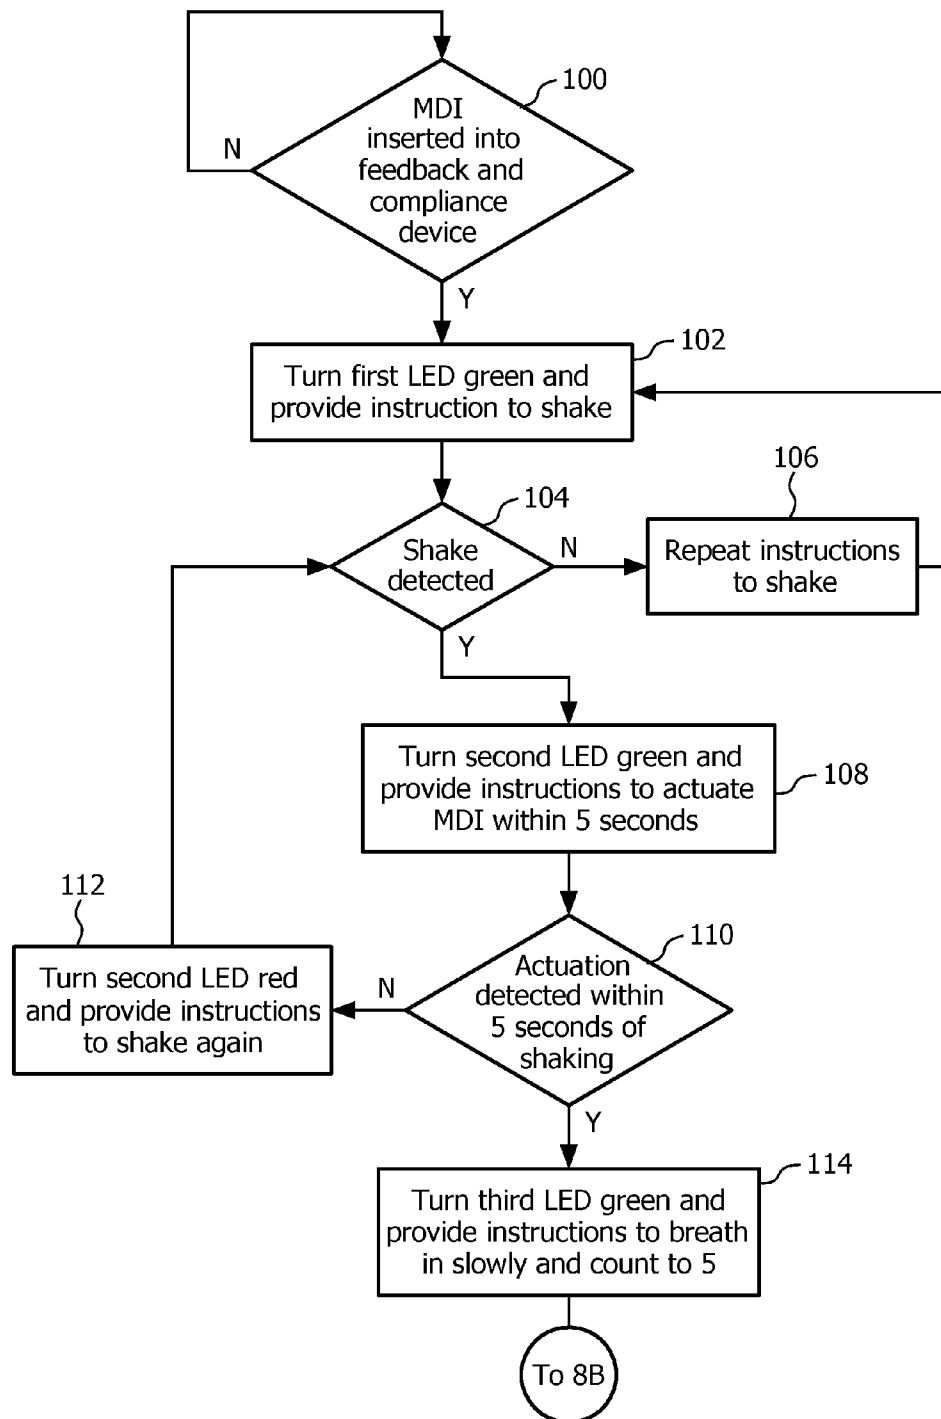 100
MDI
inserted into
feedback and
compliance
device
N
Y
102
Turn first LED green and
provide instruction to shake
104
Shake
detected
N
Y
106
Repeat instructions
to shake
Turn second LED green and
provide instructions to actuate
MDI within 5 seconds
108
112
Turn second LED red
and provide instructions
to shake again
110
Actuation
detected within
5 seconds of
shaking
N
Y
114
Turn third LED green and
provide instructions to breath
in slowly and count to 5
To 8B